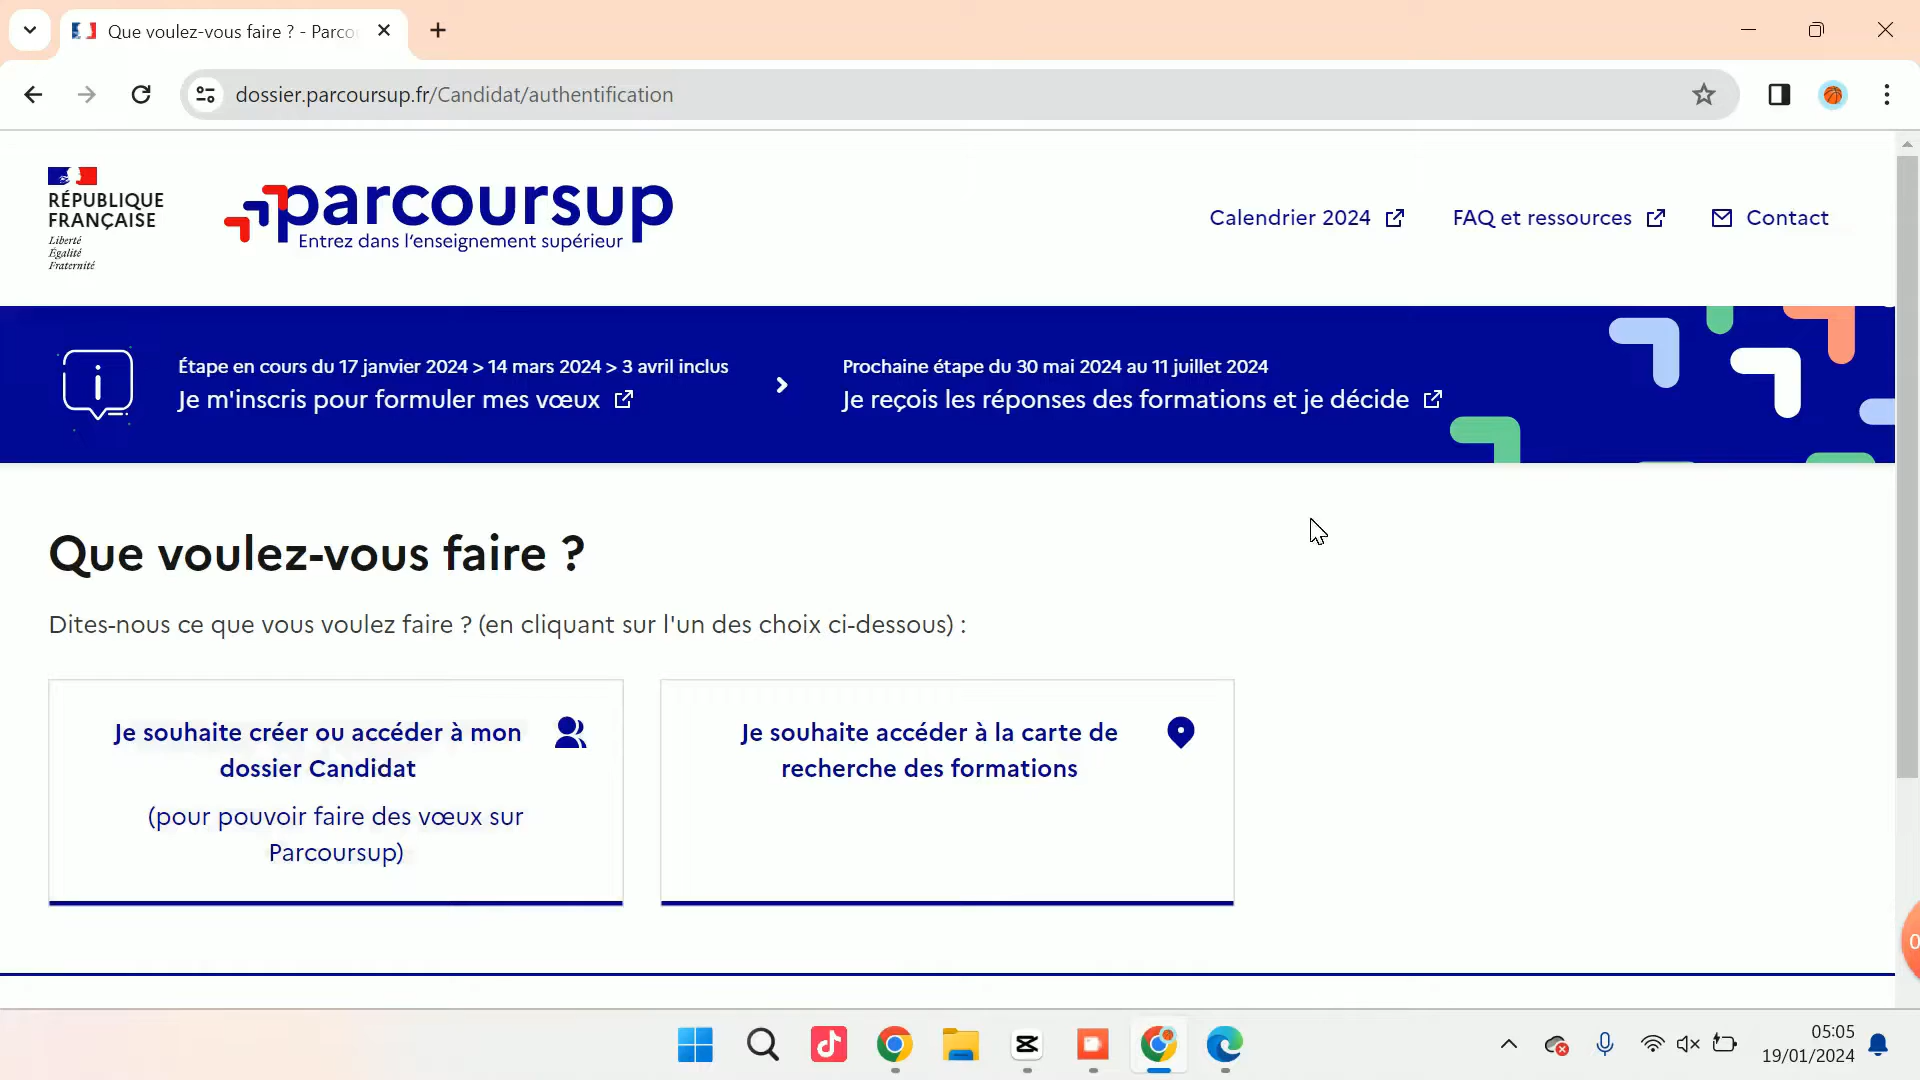 Que voulez-vous faire ? - Parco
dossier.parcoursup.fr/Candidat/authentification
RÉPUBLIQUE
FRANÇAISE
Liberté
Égalité
Fraternité
parcoursup
Entrez dans l'enseignement supérieur
Calendrier 2024
FAQ et ressources
Contact
Étape en cours du 17 janvier 2024 > 14 mars 2024 > 3 avril inclus
Je m'inscris pour formuler mes vœux
Prochaine étape du 30 mai 2024 au 11 juillet 2024
Je reçois les réponses des formations et je décide
Que voulez-vous faire ?
Dites-nous ce que vous voulez faire ? (en cliquant sur l'un des choix ci-dessous) :
Je souhaite créer ou accéder à mon
dossier Candidat
(pour pouvoir faire des vœux sur
Parcoursup)
Je souhaite accéder à la carte de
recherche des formations
05:05
19/01/2024